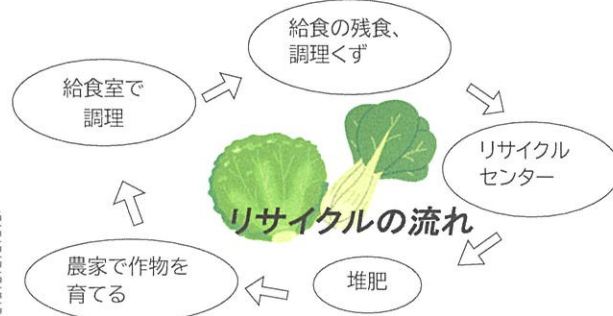 給食の残食、
調理くず
給食室で
調理
リサイクル
センター
リサイクルの流れ
農家で作物を
育てる
堆肥